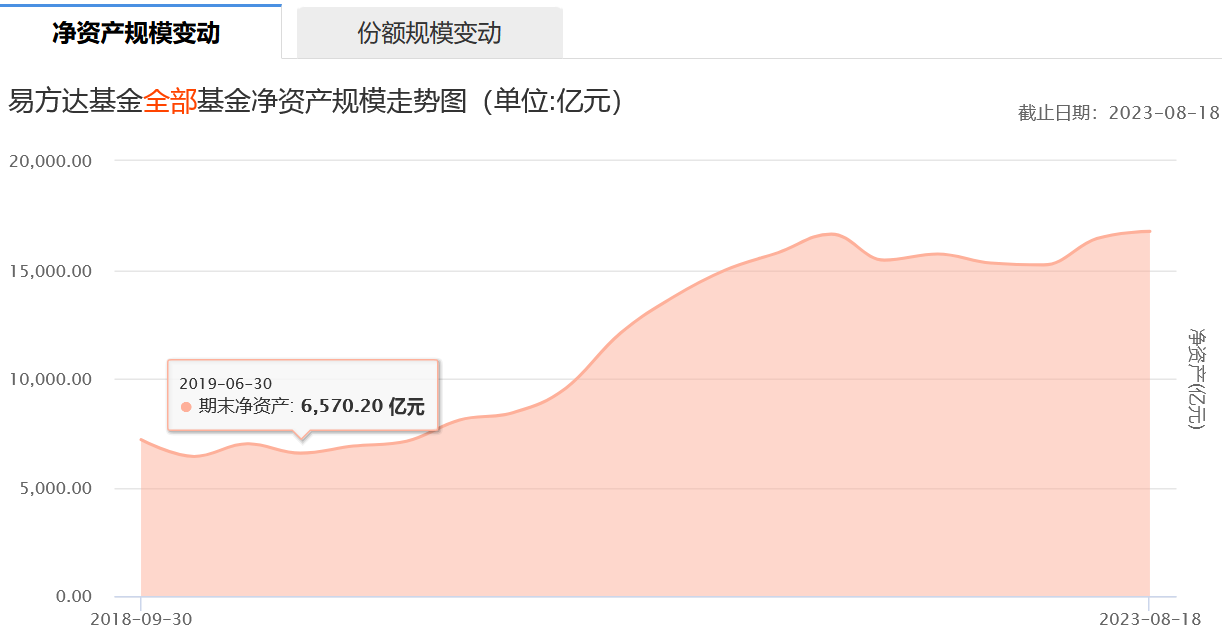 净资产规模变动 份额规模变动
易方达基金全部基金净资产规模走势图（单位:亿元）
截止日期：2023-08-18
20,000.00
15,000.00
10,000.00
5,000.00
0.00
2019-06-30
期末净资产: 6,570.20 亿元
净资产(亿元)
2018-09-30 2023-08-18